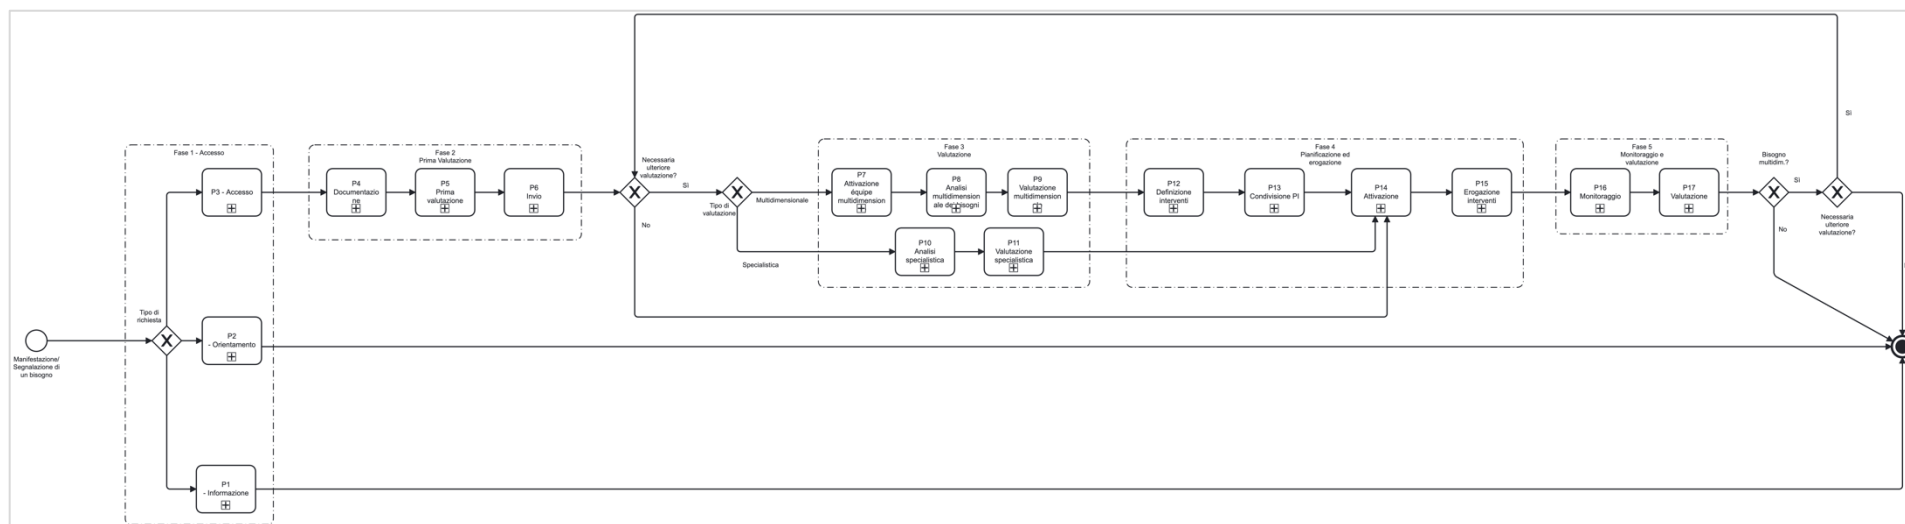 Fase 1 - Accesso
P3 - Accesso
Tipo di
richiesta
P2
- Orientamento
P1
- Informazione
Manifestazione/
Segnalazione di
un bisogno
Fase 2
Prima Valutazione
P4
Documentazio
ne
P5
Prima
valutazione
P6
Invio
Necessaria
ulteriore
valutazione?
Sì
No
Tipo di
valutazione
Multidimensionale
Specialistica
Fase 3
Valutazione
P7
Attivazione
équipe
multidimension
P8
Analisi
multidimension
ale dei bisogni
P9
Valutazione
multidimension
P10
Analisi
specialistica
P11
Valutazione
specialistica
Fase 4
Pianificazione ed
erogazione
P12
Definizione
interventi
P13
Condivisione PI
P14
Attivazione
P15
Erogazione
interventi
Fase 5
Monitoraggio e
valutazione
P16
Monitoraggio
P17
Valutazione
Bisogno
multidim.?
Sì
No
Sì
Necessaria
ulteriore
valutazione?